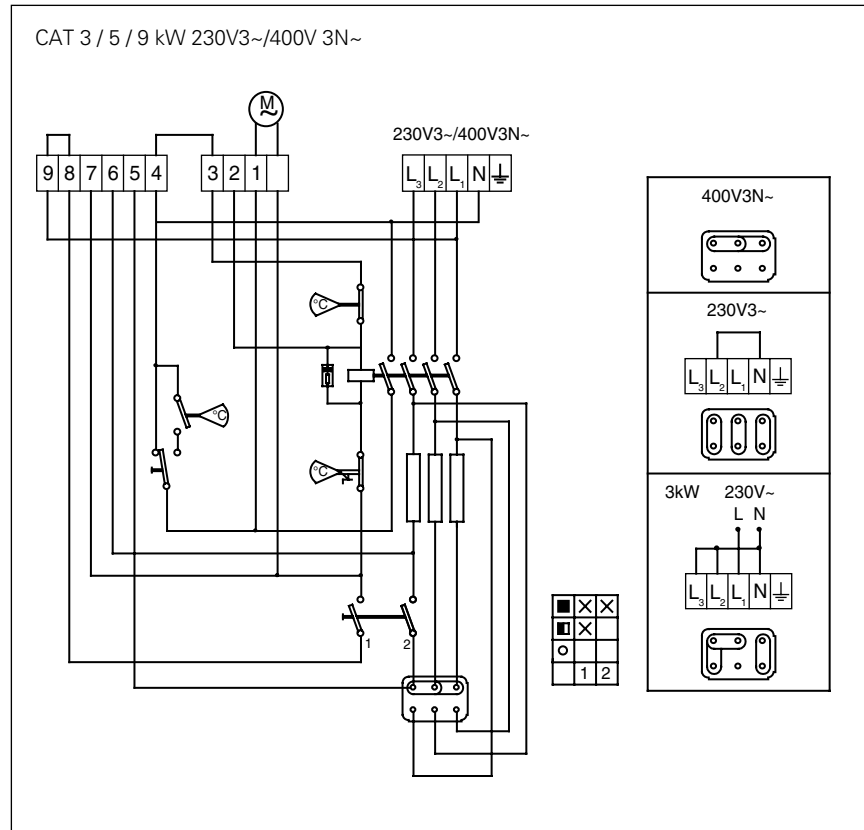 CAT 3 / 5 / 9 kW 230V3~/400V 3N~
M
~
230V3~/400V3N~
9 8 7 6 5 4 3 2 1
L3 L2 L1 N
°C
°C
°C
1 2
1 2
400V3N~
230V3~
L3 L2 L1 N
3kW 230V~
L N
L3 L2 L1 N